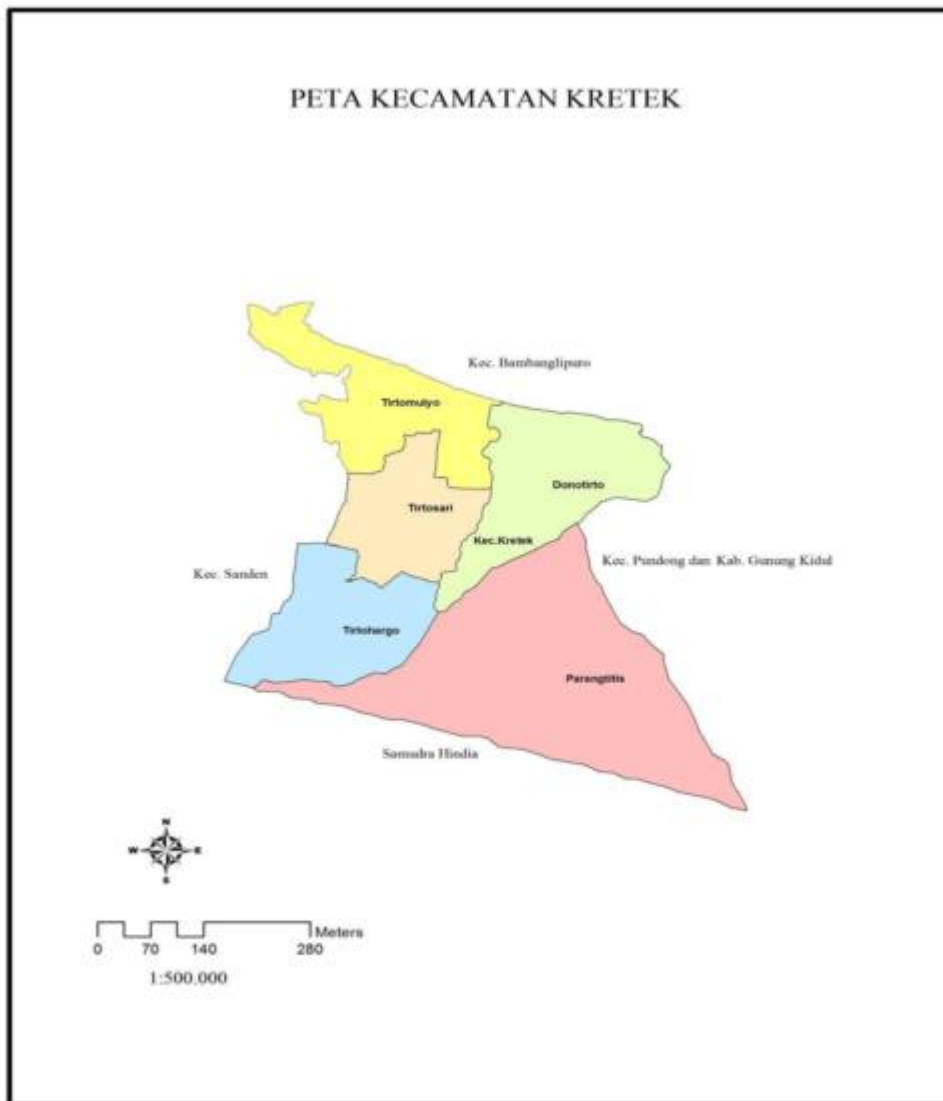 PETA KECAMATAN KRETEK
Kec. Bambanglipuro
Tirtomulyo
Donotirto
Tirtosari
Kec.Kretek
Kec. Pundong dan Kab. Gunung Kidul
Kec. Sanden
Tirtohargo
Parangtitis
Samudra Hindia
N
W E
S
Meters
0 70 140 280
1:500.000